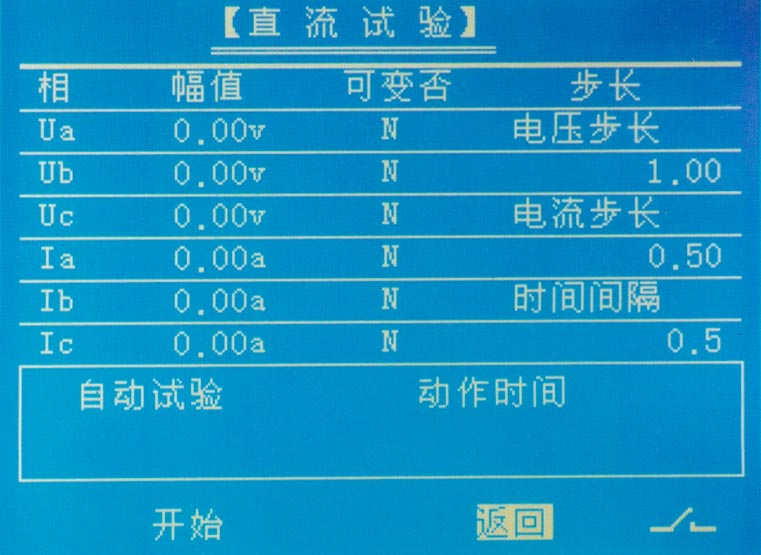 【直 流 试 验】
相 幅值 可变否 步长
Ua 0.00v N 电压步长
Ub 0.00v N 1.00
Uc 0.00v N 电流步长
Ia 0.00a N 0.50
Ib 0.00a N 时间间隔
Ic 0.00a N 0.5
自动试验 动作时间
开始 返回